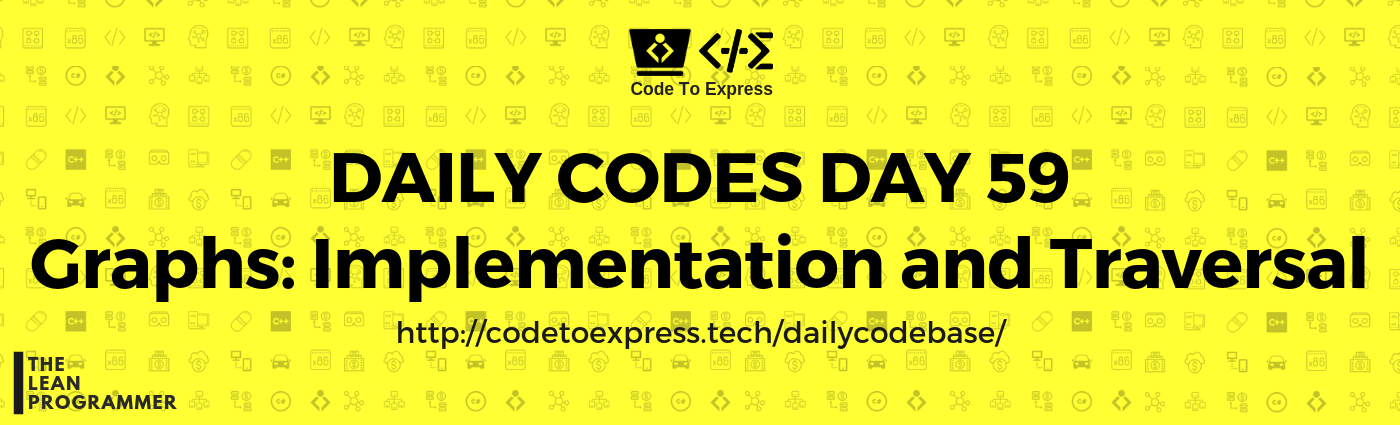 Code To Express
DAILY CODES DAY 59
Graphs: Implementation and Traversal
http://codetoexpress.tech/dailycodebase/
THE
LEAN
PROGRAMMER